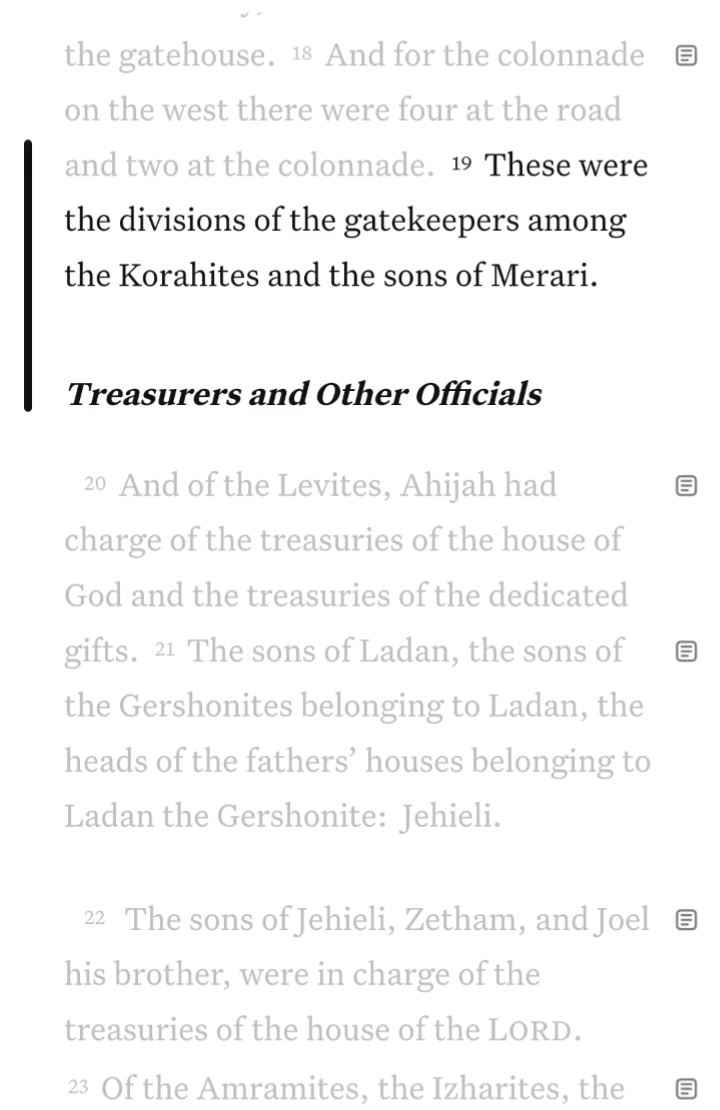 the gatehouse. 18 And for the colonnade
on the west there were four at the road
and two at the colonnade. 19 These were
the divisions of the gatekeepers among
the Korahites and the sons of Merari.
Treasurers and Other Officials
20 And of the Levites, Ahijah had
charge of the treasuries of the house of
God and the treasuries of the dedicated
gifts. 21 The sons of Ladan, the sons of
the Gershonites belonging to Ladan, the
heads of the fathers’ houses belonging to
Ladan the Gershonite: Jehieli.
22 The sons of Jehieli, Zetham, and Joel
his brother, were in charge of the
treasuries of the house of the LORD.
23 Of the Amramites, the Izharites, the